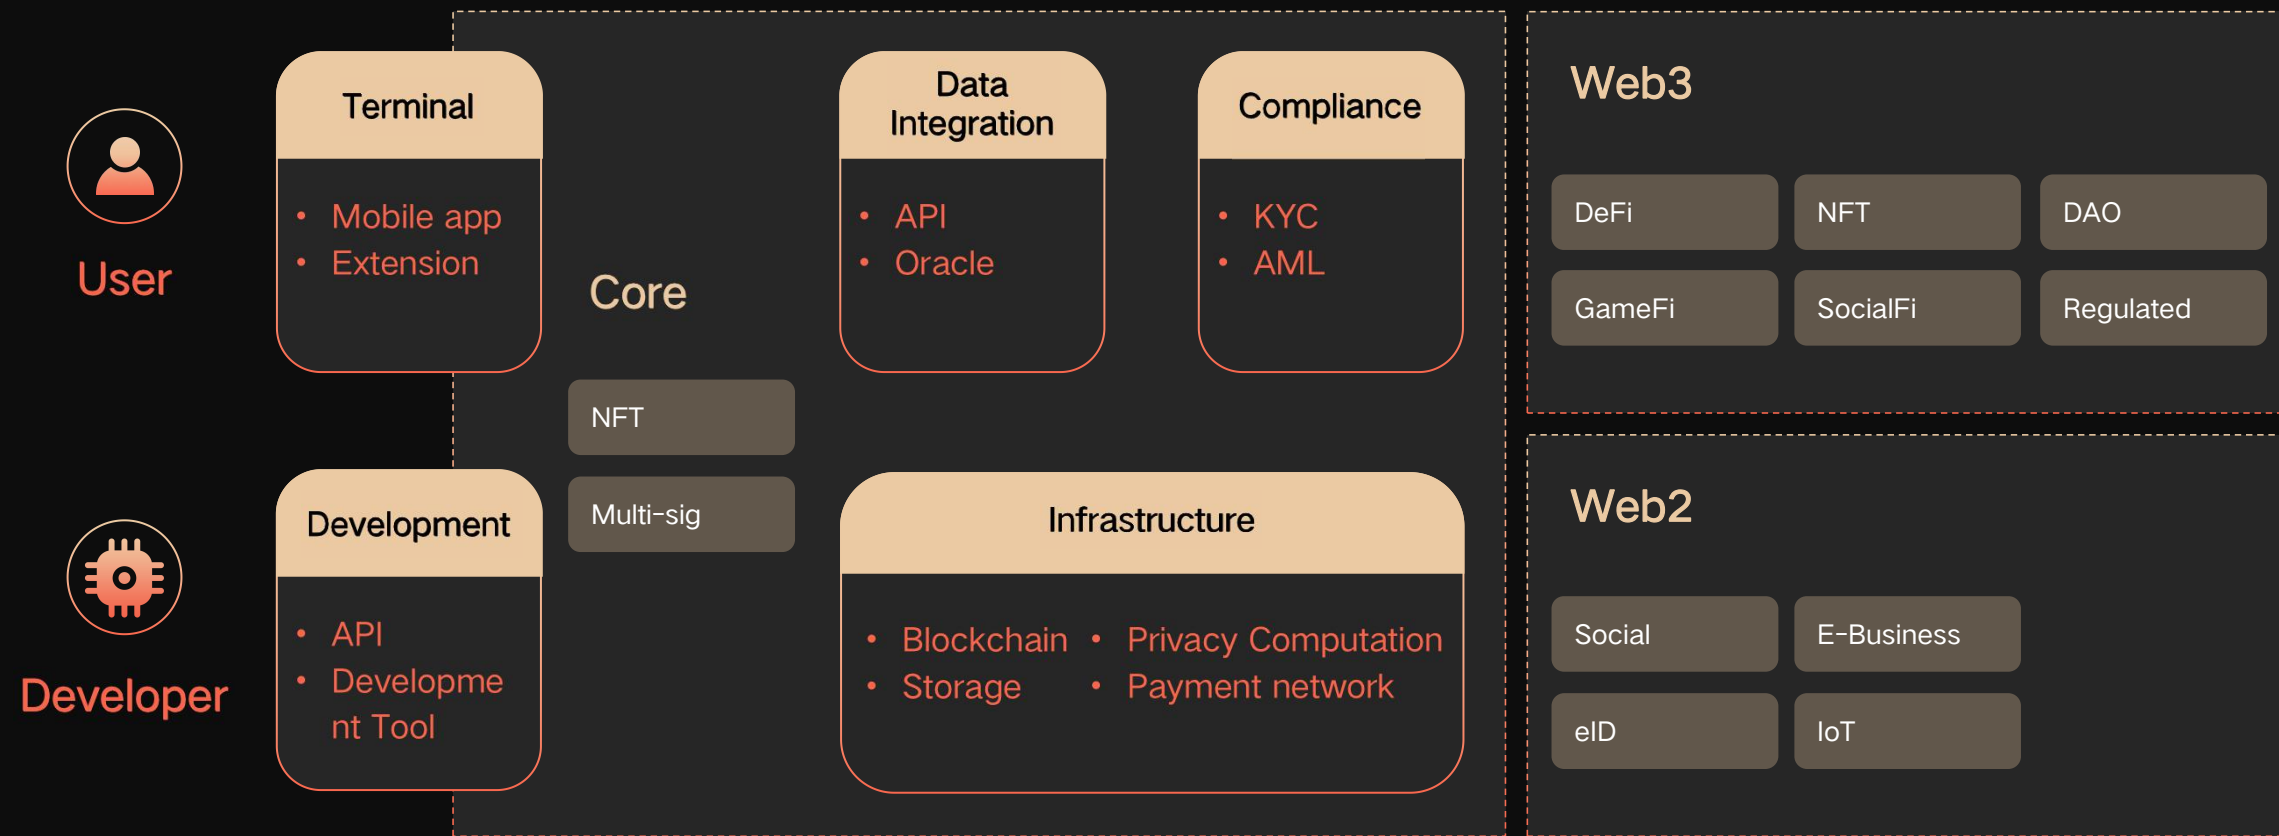 User
Developer
Terminal
• Mobile app
• Extension
Development
• API
• Developme
nt Tool
Core
NFT
Multi-sig
Data
Integration
• API
• Oracle
Compliance
• KYC
• AML
Infrastructure
• Blockchain
• Storage
• Privacy Computation
• Payment network
Web3
DeFi
NFT
DAO
GameFi
SocialFi
Regulated
Web2
Social
E-Business
eID
IoT